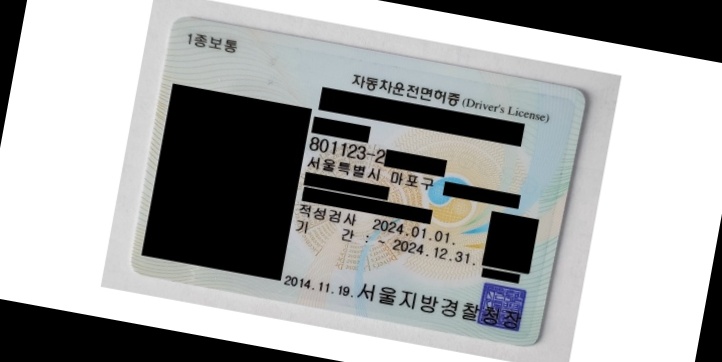 1종보통
자동차운전면허증 (Driver's License)
801123-2
서울특별시 마포구
적성검사 2024.01.01.
기 간 : ~ 2024.12.31.
2014.11.19. 서울지방경찰청장